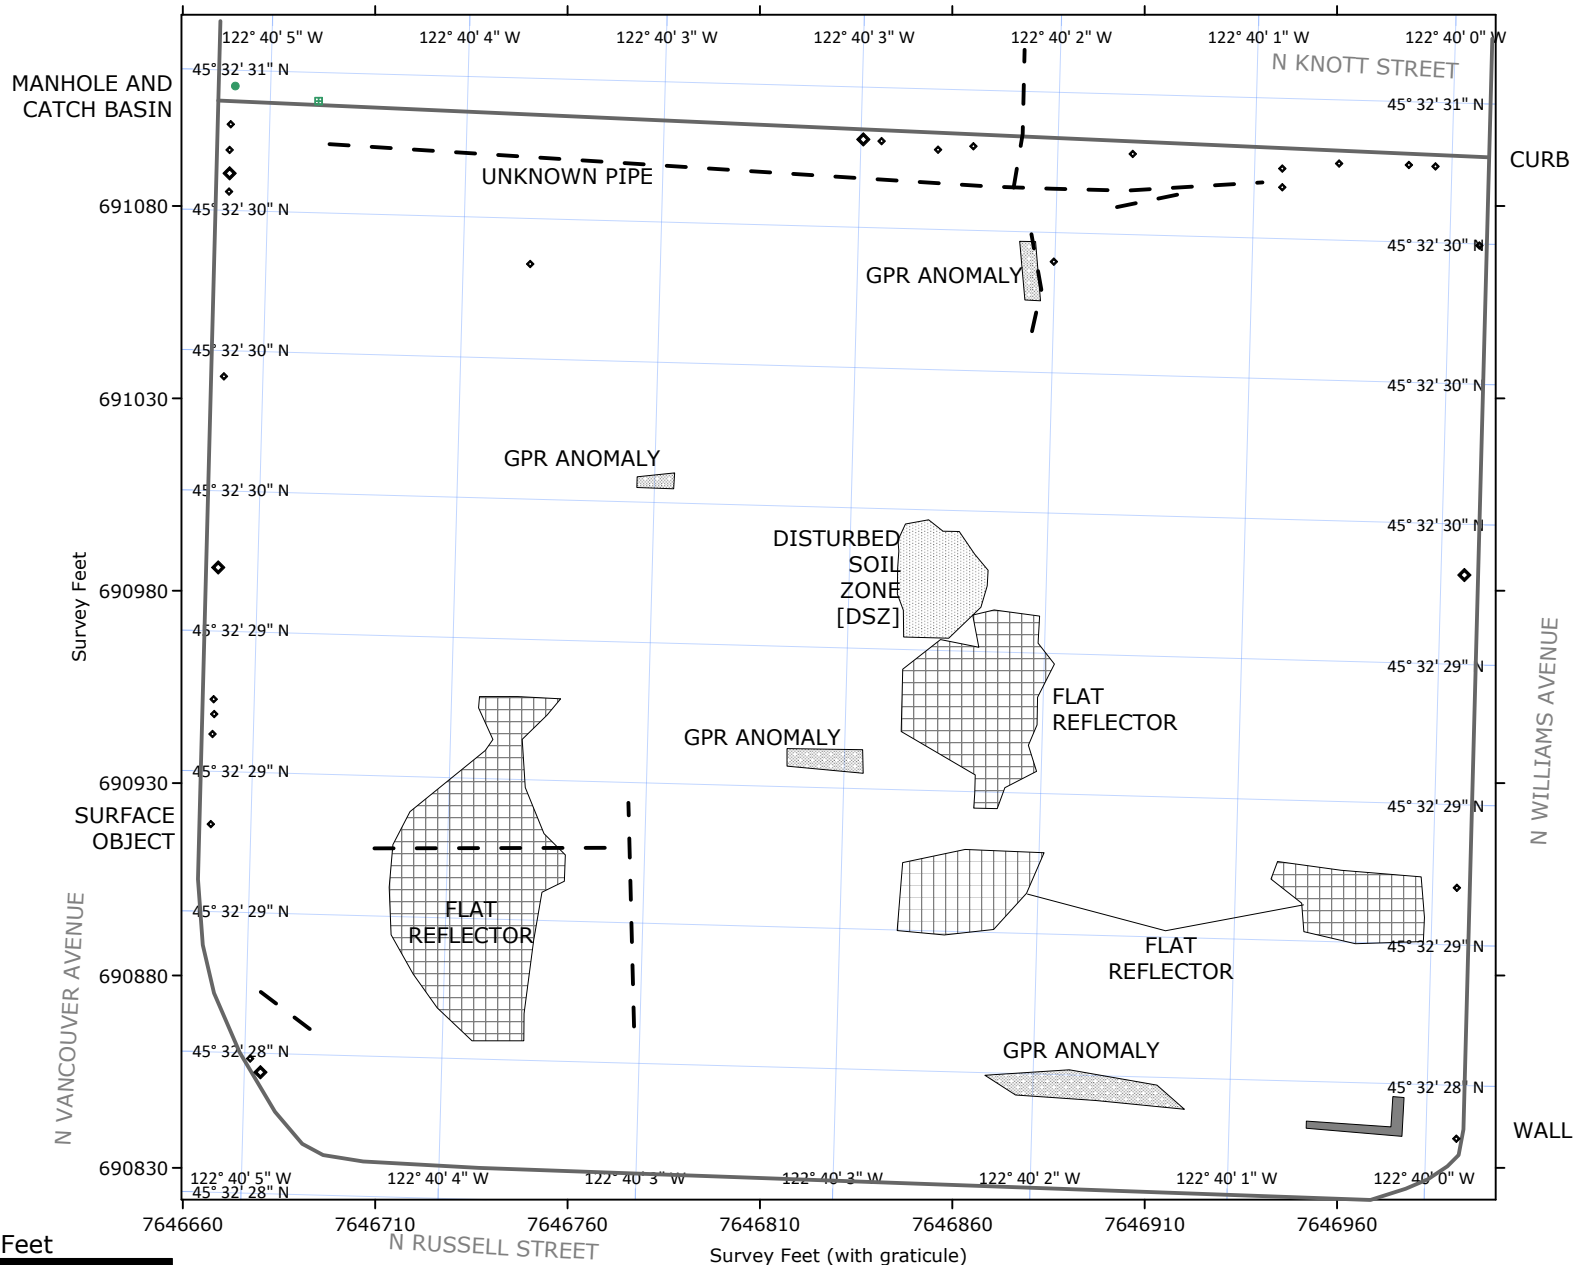 122° 40' 5" W
122° 40' 4" W
122° 40' 3" W
122° 40' 3" W
122° 40' 2" W
122° 40' 1" W
122° 40' 0" W
N KNOTT STREET
45° 32' 31" N
MANHOLE AND
CATCH BASIN
45° 32' 31" N
CURB
UNKNOWN PIPE
691080
45° 32' 30" N
45° 32' 30" N
GPR ANOMALY
45° 32' 30" N
45° 32' 30" N
691030
GPR ANOMALY
45° 32' 30" N
45° 32' 30" N
DISTURBED
SOIL
ZONE
[DSZ]
Survey Feet
690980
45° 32' 29" N
45° 32' 29" N
N WILLIAMS AVENUE
FLAT
REFLECTOR
GPR ANOMALY
45° 32' 29" N
690930
45° 32' 29" N
SURFACE
OBJECT
45° 32' 29" N
FLAT
REFLECTOR
45° 32' 29" N
FLAT
REFLECTOR
690880
N VANCOUVER AVENUE
45° 32' 28" N
GPR ANOMALY
45° 32' 28" N
WALL
690830
122° 40' 5" W
122° 40' 4" W
122° 40' 3" W
122° 40' 3" W
122° 40' 2" W
122° 40' 1" W
122° 40' 0" W
45° 32' 28" N
7646660
7646710
7646760
7646810
7646860
7646910
7646960
N RUSSELL STREET
Feet
Survey Feet (with graticule)